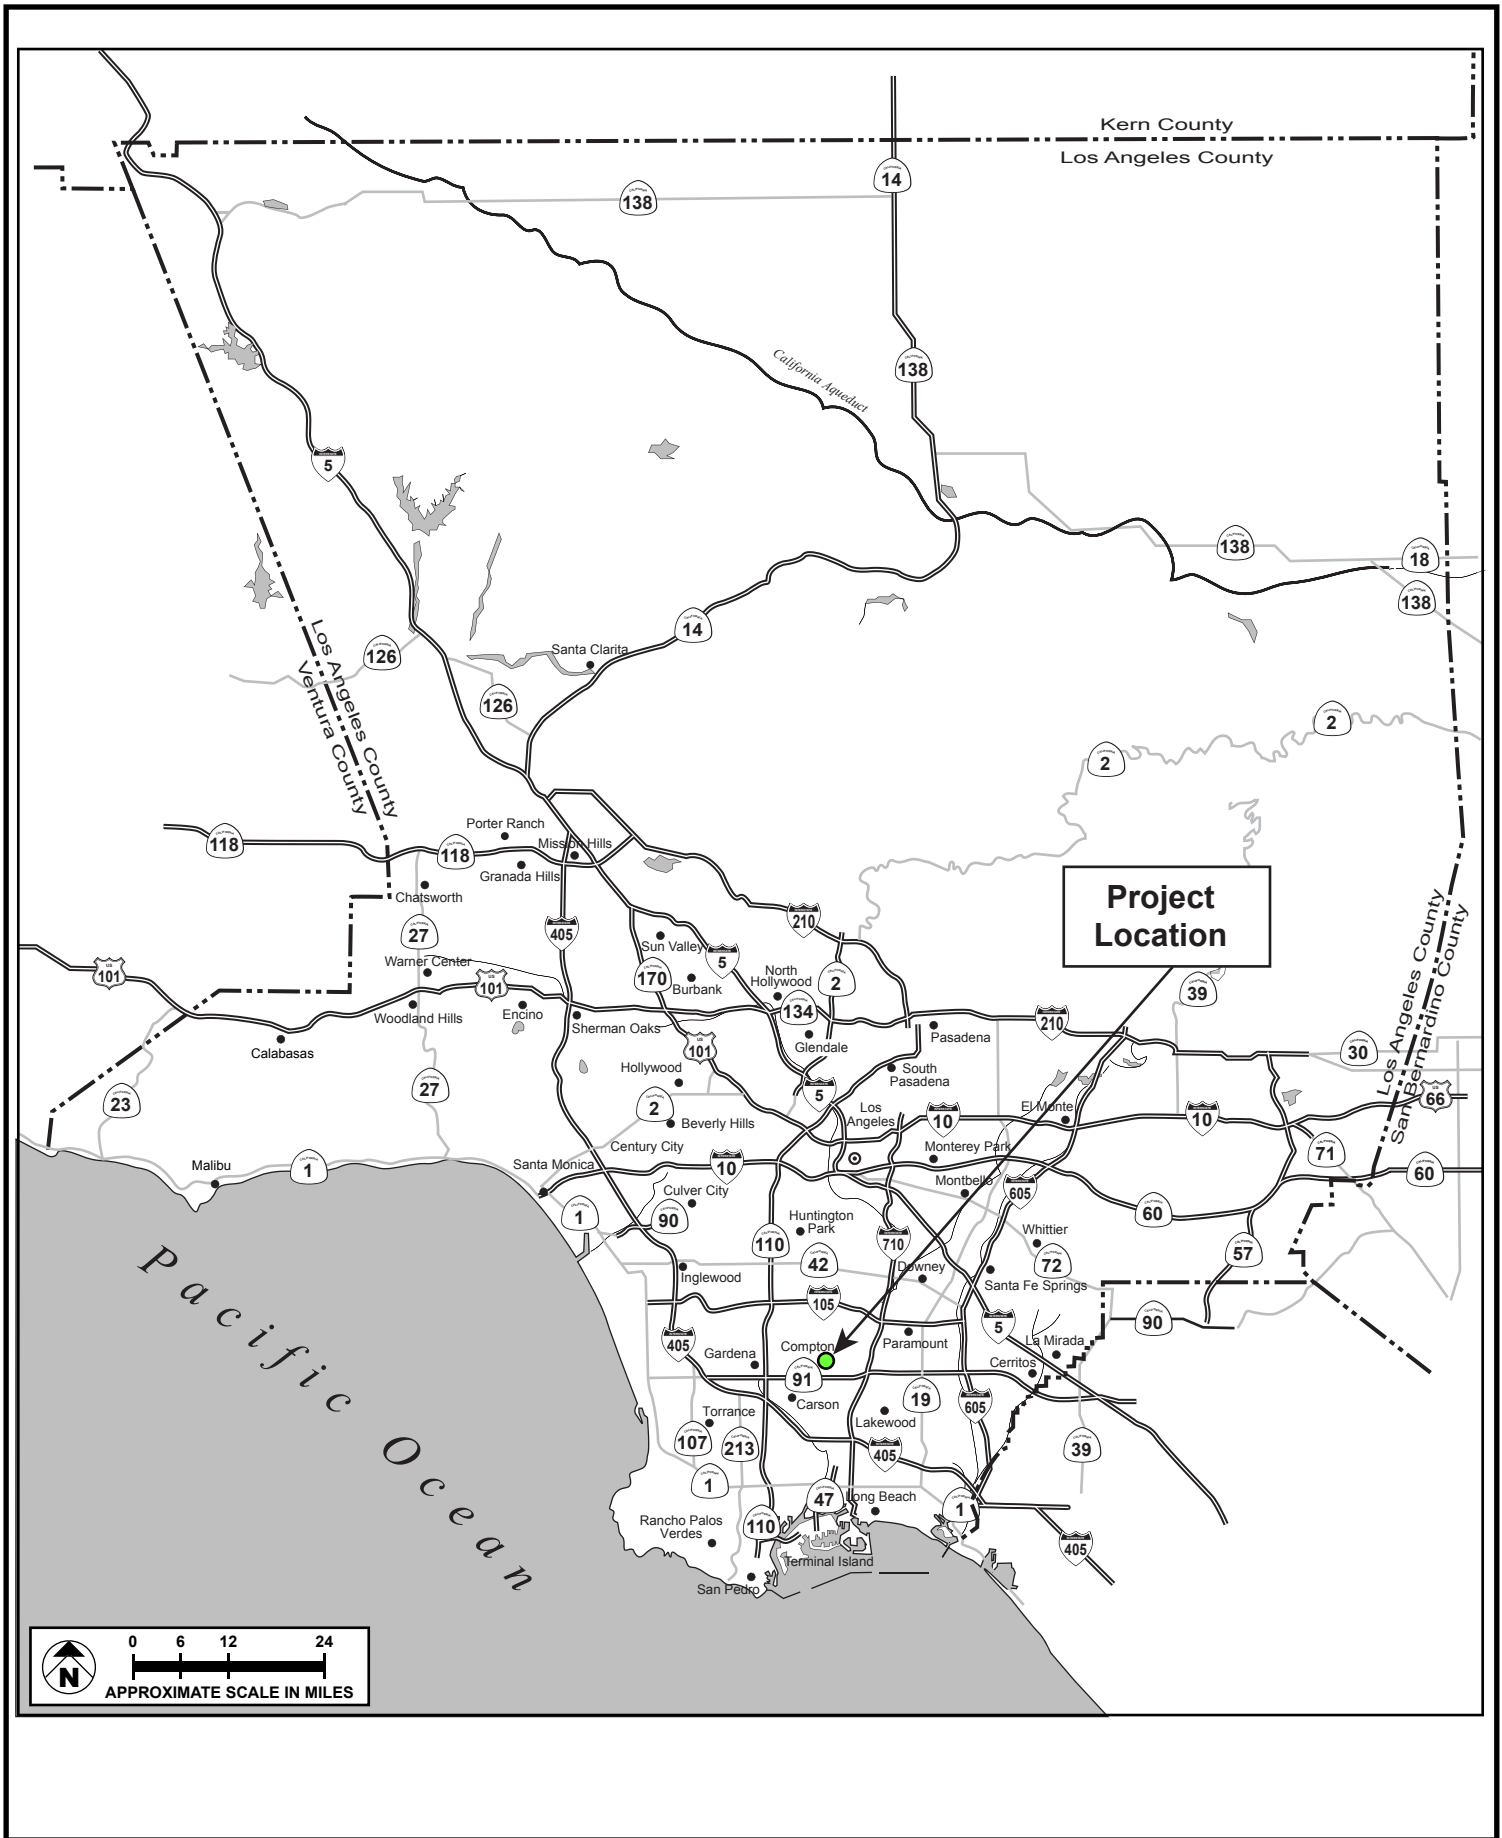 Kern County
Los Angeles County
14
138
138
California Aqueduct
5
138
18
138
14
Santa Clarita
126
126
Los Angeles County
Ventura County
2
2
Porter Ranch
118
118
Mission Hills
Granada Hills
Chatsworth
Project
Location
27
405
210
Sun Valley
5
Warner Center
101
101
170
Burbank
North
Hollywood
2
39
Woodland Hills
Encino
Sherman Oaks
134
210
Pasadena
Calabasas
101
Glendale
30
Los Angeles County
San Bernardino County
Hollywood
South
Pasadena
23
27
5
66
2
Beverly Hills
Los
Angeles
10
El Monte
10
Century City
Monterey Park
71
Malibu
1
Santa Monica
10
60
Culver City
Montbello
605
1
90
Huntington
Park
60
110
710
Whittier
57
42
72
Inglewood
Downey
Santa Fe Springs
105
5
90
405
Compton
Paramount
La Mirada
Gardena
Cerritos
91
Carson
19
605
Torrance
Lakewood
107
213
405
39
1
47
Long Beach
1
Rancho Palos
Verdes
110
405
Terminal Island
San Pedro
Pacific Ocean
0 6 12 24
N
APPROXIMATE SCALE IN MILES